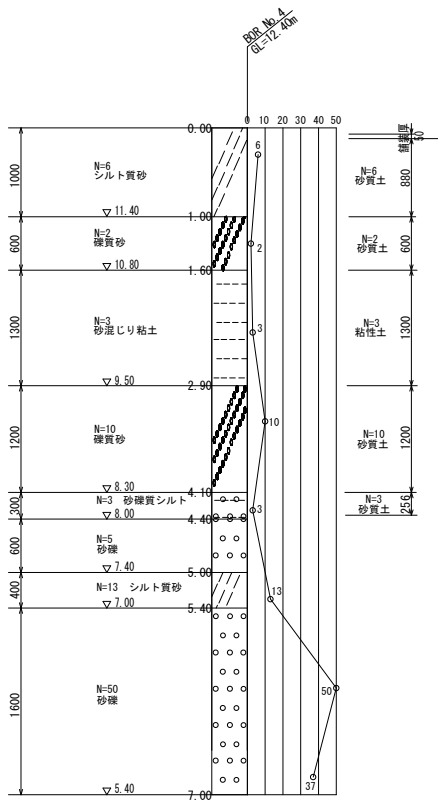 BOR No.4
GL=12.40m
0 10 20 30 40 50
舗装厚
50
0.00
1000
N=6
シルト質砂
6
N=6
砂質土
880
11.40
1.00
600
N=2
礫質砂
2
N=2
砂質土
600
10.80
1.60
1300
N=3
砂混じり粘土
3
N=3
粘性土
1300
9.50
2.90
1200
N=10
礫質砂
10
N=10
砂質土
1200
8.30
4.10
300
N=3 砂礫質シルト
3
N=3
砂質土
256
8.00
4.40
600
N=5
砂礫
7.40
5.00
400
N=13 シルト質砂
13
7.00
5.40
1600
N=50
砂礫
50
37
5.40
7.00